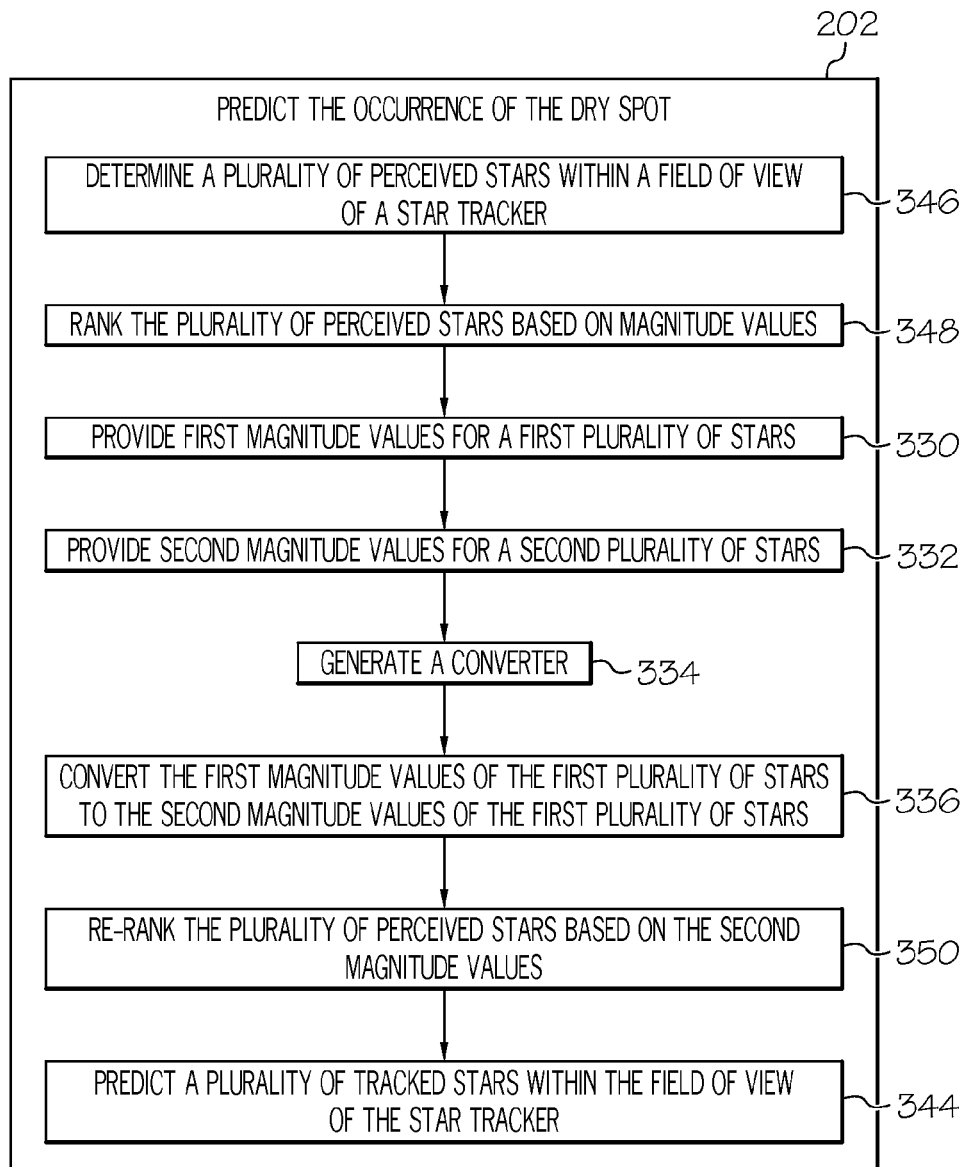 202
PREDICT THE OCCURRENCE OF THE DRY SPOT
DETERMINE A PLURALITY OF PERCEIVED STARS WITHIN A FIELD OF VIEW
OF A STAR TRACKER
346
RANK THE PLURALITY OF PERCEIVED STARS BASED ON MAGNITUDE VALUES
348
PROVIDE FIRST MAGNITUDE VALUES FOR A FIRST PLURALITY OF STARS
330
PROVIDE SECOND MAGNITUDE VALUES FOR A SECOND PLURALITY OF STARS
332
GENERATE A CONVERTER
334
CONVERT THE FIRST MAGNITUDE VALUES OF THE FIRST PLURALITY OF STARS
TO THE SECOND MAGNITUDE VALUES OF THE FIRST PLURALITY OF STARS
336
RE-RANK THE PLURALITY OF PERCEIVED STARS BASED ON THE SECOND
MAGNITUDE VALUES
350
PREDICT A PLURALITY OF TRACKED STARS WITHIN THE FIELD OF VIEW
OF THE STAR TRACKER
344